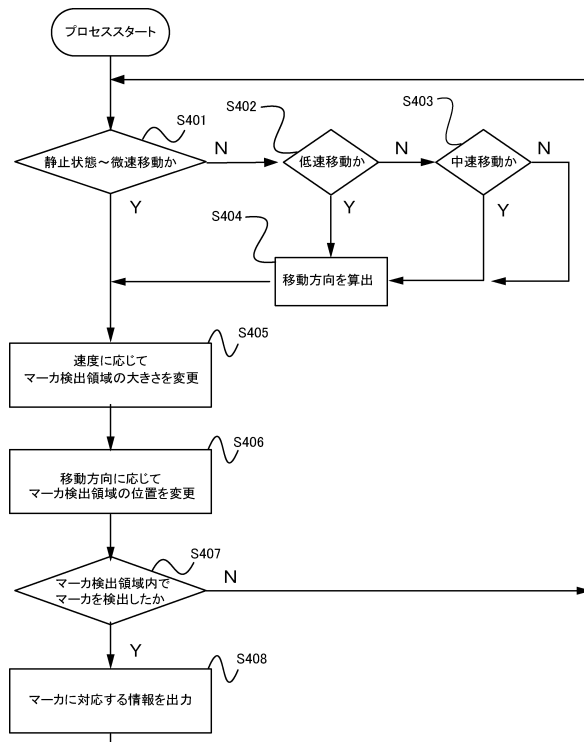 プロセススタート
S401
静止状態～微速移動か
N
Y
S402
低速移動か
N
Y
S403
中速移動か
N
Y
S404
移動方向を算出
S405
速度に応じて
マーカ検出領域の大きさを変更
S406
移動方向に応じて
マーカ検出領域の位置を変更
S407
マーカ検出領域内で
マーカを検出したか
N
Y
S408
マーカに対応する情報を出力